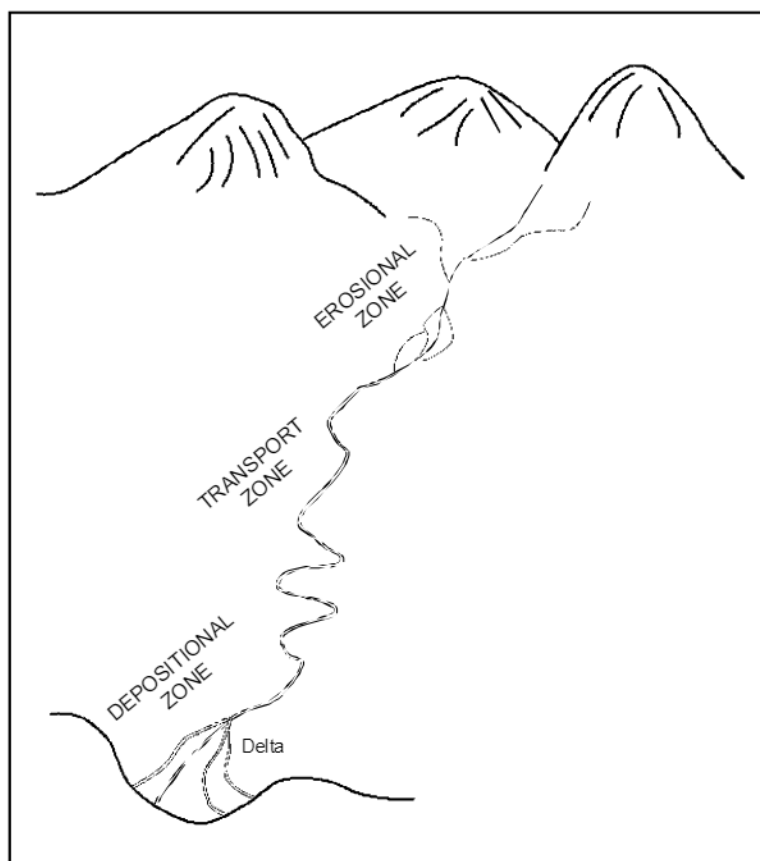 EROSIONAL
ZONE
TRANSPORT
ZONE
DEPOSITIONAL
ZONE
Delta